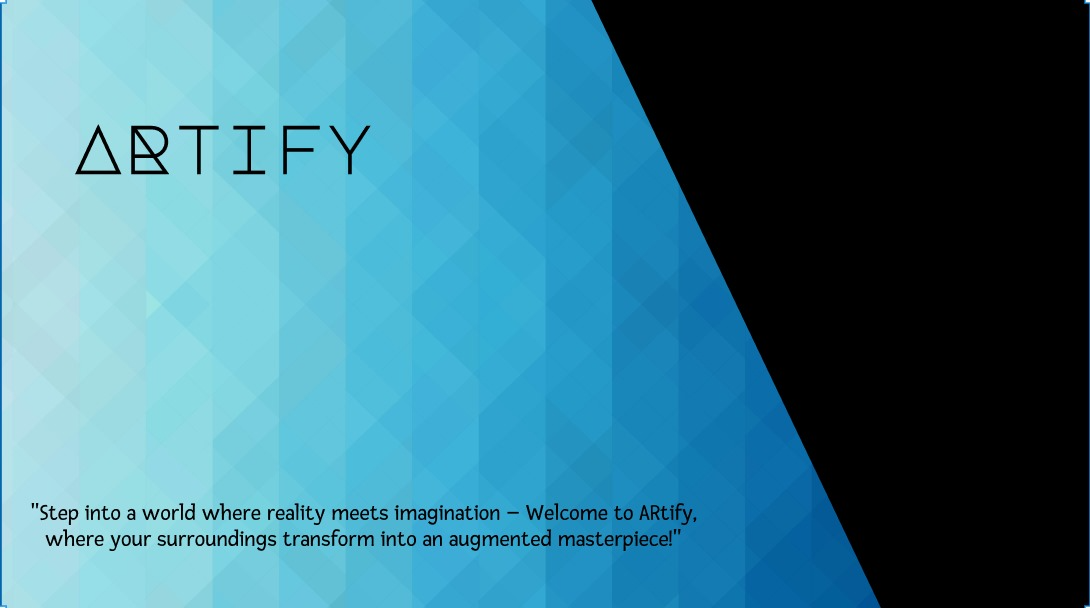 ARTIFY
"Step into a world where reality meets imagination – Welcome to ARtify,
where your surroundings transform into an augmented masterpiece!"